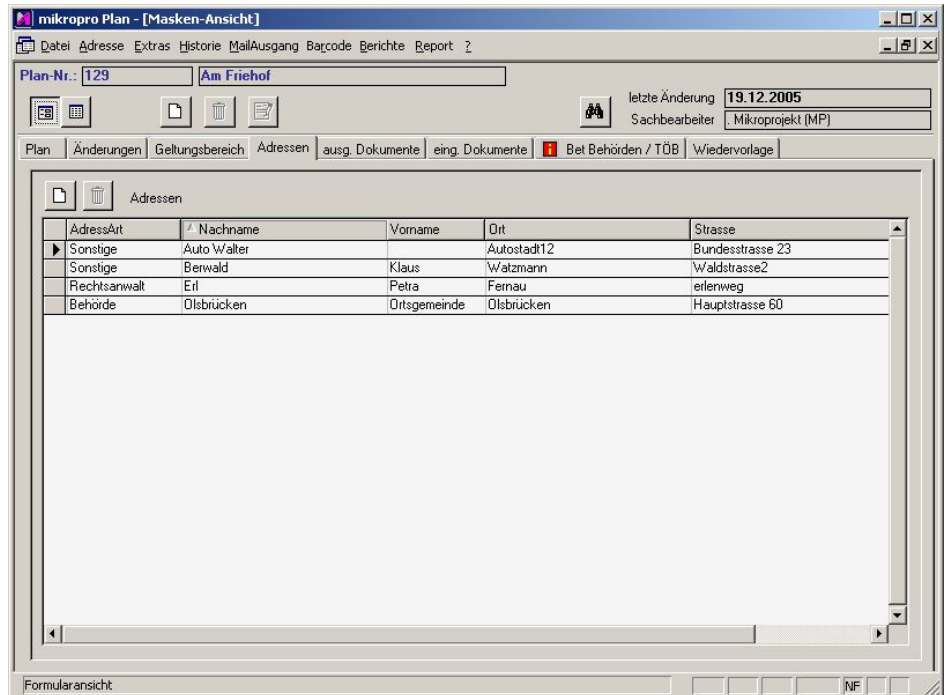 mikropro Plan - [Masken-Ansicht]
Datei Adresse Extras Historie MailAusgang Barcode Berichte Report ?
Plan-Nr.: 129 Am Friehof
letzte Änderung 19.12.2005
Sachbearbeiter . Mikroprojekt (MP)
Plan Änderungen Geltungsbereich Adressen ausg. Dokumente eing. Dokumente Bet Behörden / TÖB Wiedervorlage
Adressen
AdressArt Nachname Vorname Ort Strasse
Sonstige Auto Walter Autostadt12 Bundesstrasse 23
Sonstige Berwald Klaus Watzmann Waldstrasse2
Rechtsanwalt Erl Petra Fernau erlenweg
Behörde Olsbrücken Ortsgemeinde Olsbrücken Hauptstrasse 60
Formularansicht NF